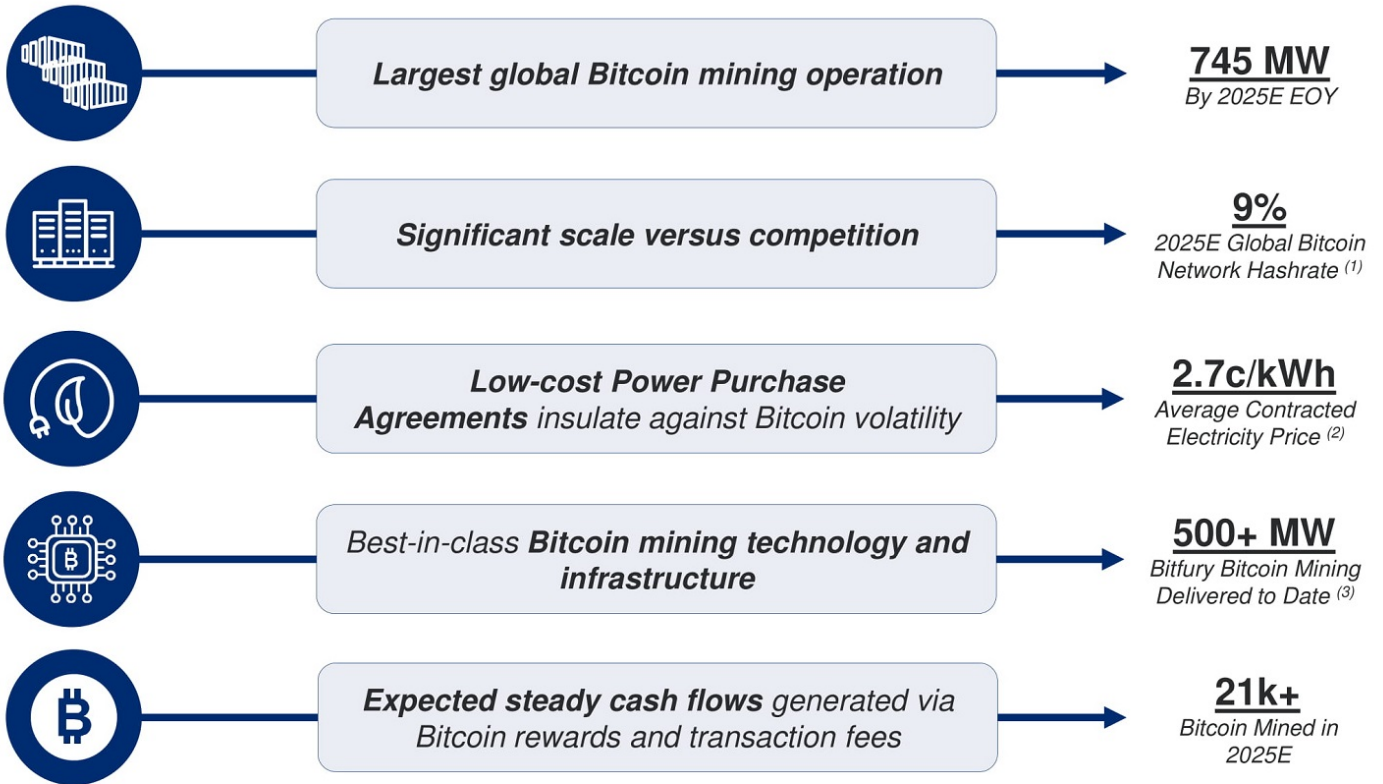 Largest global Bitcoin mining operation
745 MW
By 2025E EOY
Significant scale versus competition
9%
2025E Global Bitcoin
Network Hashrate (1)
Low-cost Power Purchase
Agreements insulate against Bitcoin volatility
2.7c/kWh
Average Contracted
Electricity Price (2)
Best-in-class Bitcoin mining technology and
infrastructure
500+ MW
Bitfury Bitcoin Mining
Delivered to Date (3)
Expected steady cash flows generated via
Bitcoin rewards and transaction fees
21k+
Bitcoin Mined in
2025E